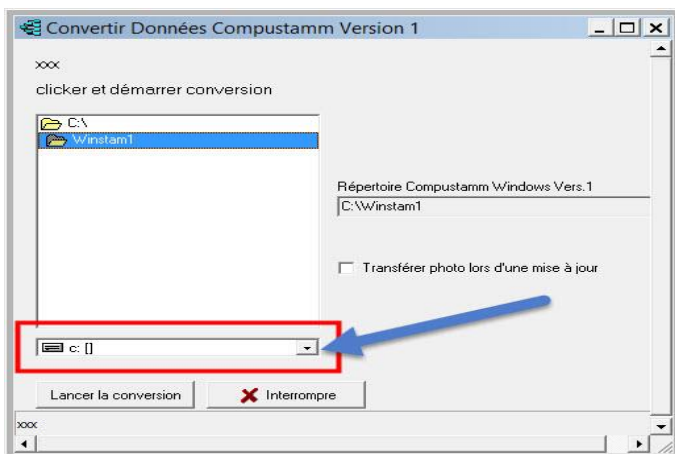 Convertir Données Compustamm Version 1
xxx
clicker et démarrer conversion
C:\
Winstam1
Répertoire Compustamm Windows Vers.1
C:\Winstam1
Transférer photo lors d'une mise à jour
c: []
Lancer la conversion
Interrompre
xxx